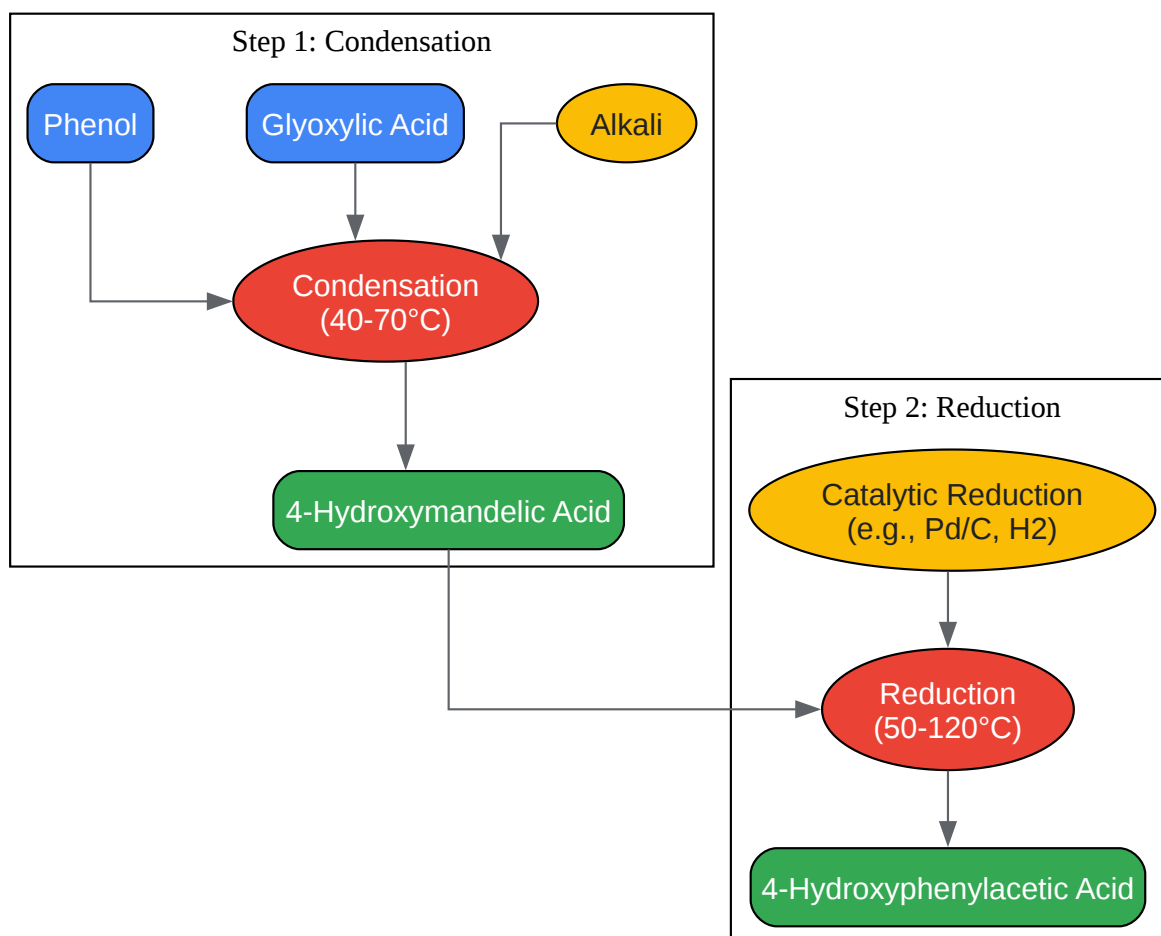 Step 1: Condensation
Phenol
Glyoxylic Acid
Alkali
Condensation
(40-70°C)
4-Hydroxymandelic Acid
Step 2: Reduction
Catalytic Reduction
(e.g., Pd/C, H2)
Reduction
(50-120°C)
4-Hydroxyphenylacetic Acid